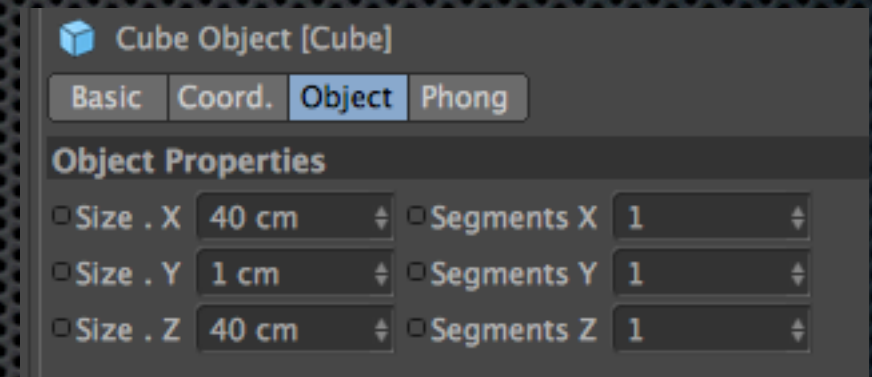 Cube Object [Cube]
Basic Coord. Object Phong
Object Properties
Size . X 40 cm Segments X 1
Size . Y 1 cm Segments Y 1
Size . Z 40 cm Segments Z 1